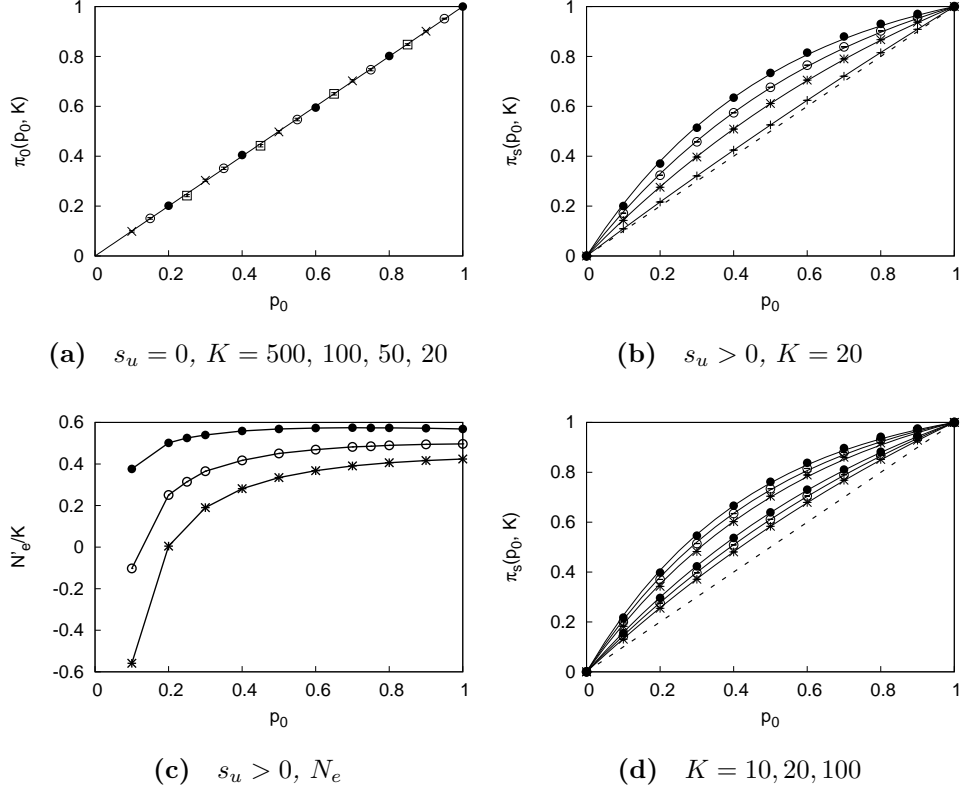 1
0.8
0.6
0.4
0.2
0
π₀(p₀, K)
0 0.2 0.4 0.6 0.8 1
p₀
(a) sᵤ = 0, K = 500, 100, 50, 20
1
0.8
0.6
0.4
0.2
0
πₛ(p₀, K)
0 0.2 0.4 0.6 0.8 1
p₀
(b) sᵤ > 0, K = 20
0.6
0.4
0.2
0
-0.2
-0.4
-0.6
N'ₑ/K
0 0.2 0.4 0.6 0.8 1
p₀
(c) sᵤ > 0, Nₑ
1
0.8
0.6
0.4
0.2
0
πₛ(p₀, K)
0 0.2 0.4 0.6 0.8 1
p₀
(d) K = 10, 20, 100